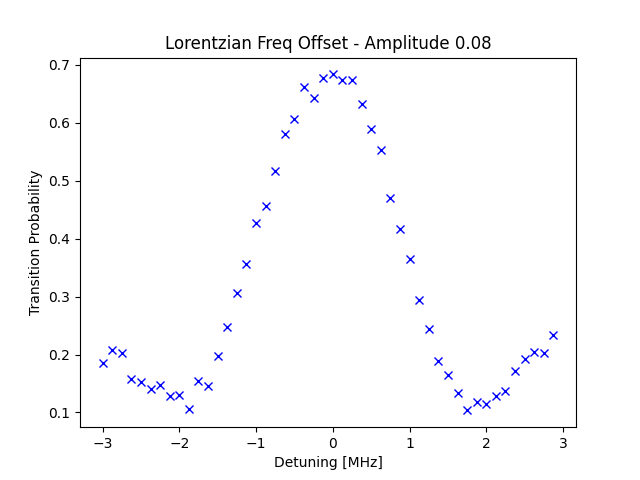 Lorentzian Freq Offset - Amplitude 0.08
0.7
0.6
0.5
0.4
0.3
0.2
0.1
Transition Probability
−3 −2 −1 0 1 2 3
Detuning [MHz]